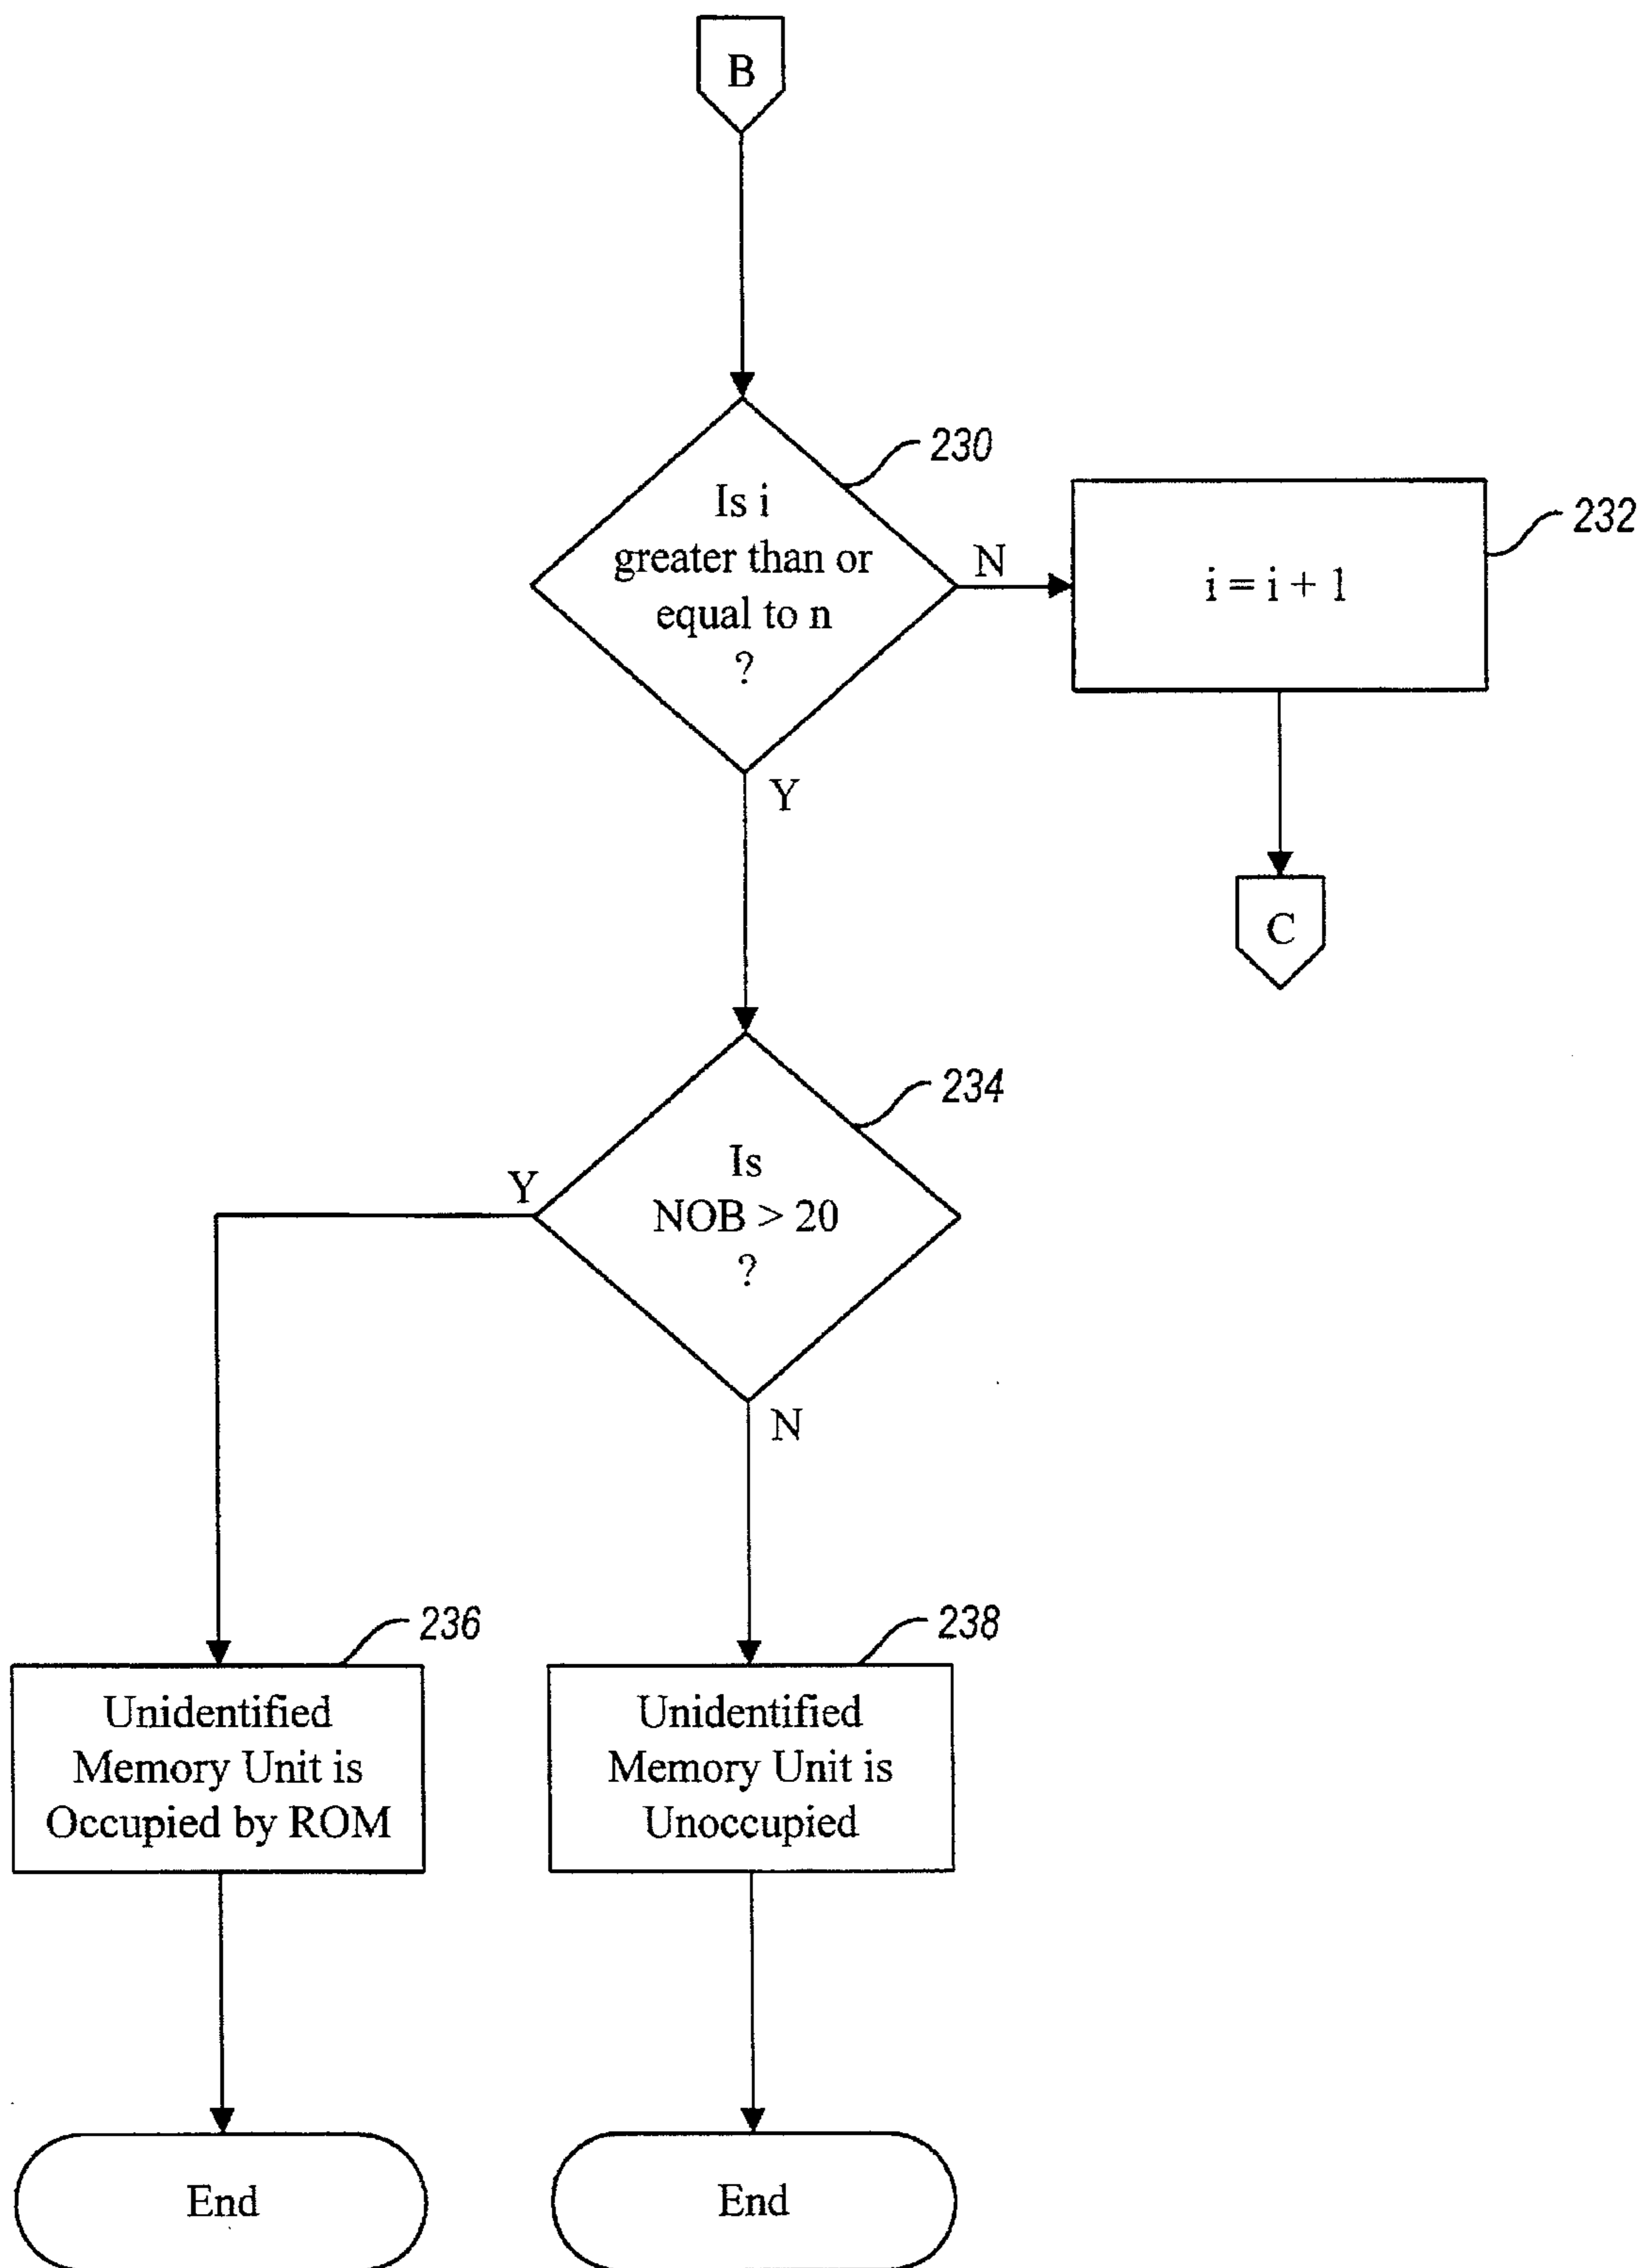 B
230
Is i
greater than or
equal to n
?
N
232
i = i + 1
Y
C
234
Is
NOB > 20
?
Y
N
236
Unidentified
Memory Unit is
Occupied by ROM
238
Unidentified
Memory Unit is
Unoccupied
End
End